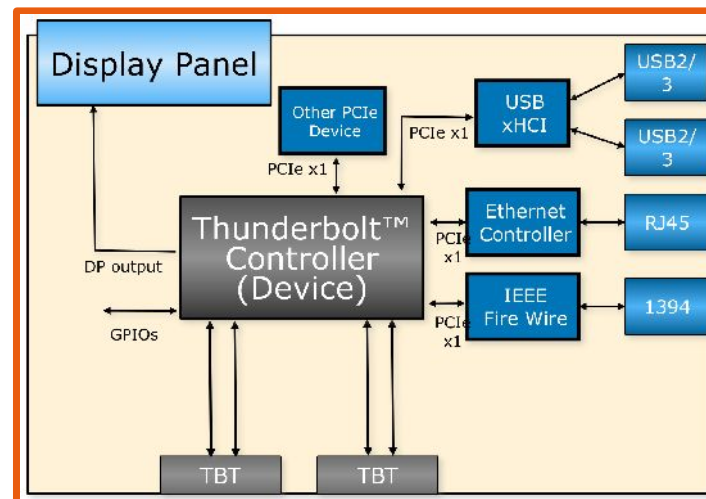 Display Panel
Other PCIe
Device
PCIe x1
PCIe x1
USB
xHCI
USB2/
3
USB2/
3
Thunderbolt™
Controller
(Device)
PCIe
x1
Ethernet
Controller
RJ45
DP output
GPIOs
PCIe
x1
IEEE
Fire Wire
1394
TBT
TBT